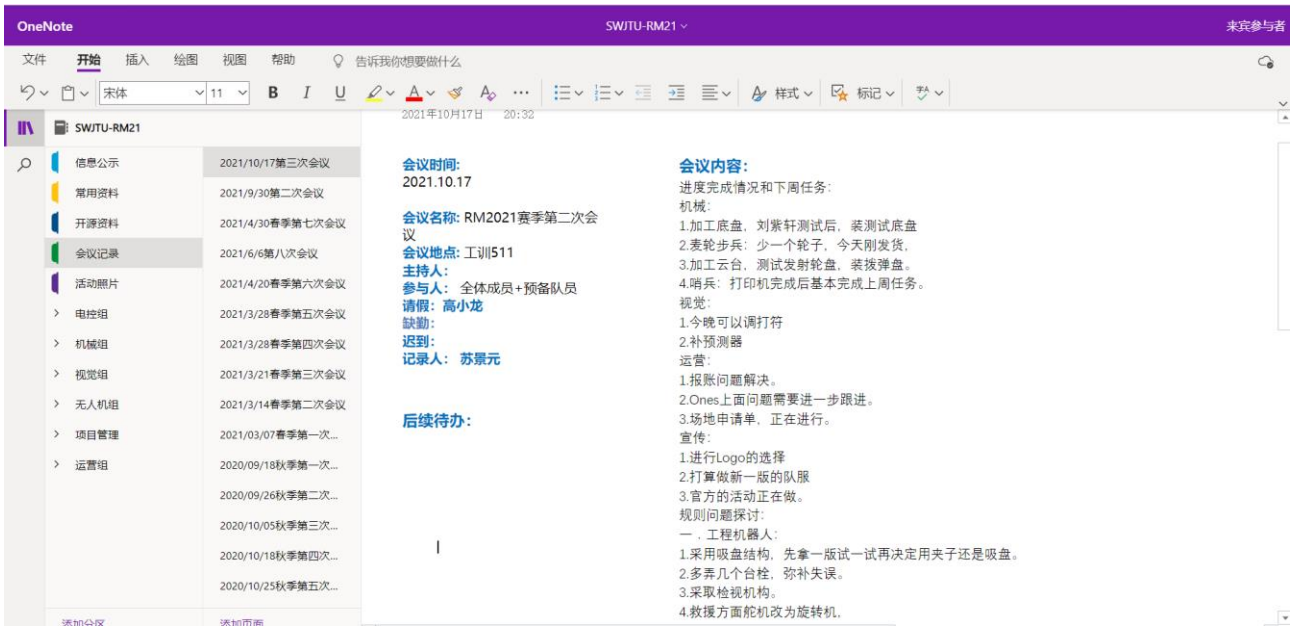 OneNote
SWJTU-RM21
来宾参与者
文件 开始 插入 绘图 视图 帮助 告诉我你想要做什么
宋体 11 B I U A A 样式 标记
SWJTU-RM21
信息公示
常用资料
开源资料
会议记录
活动照片
电控组
机械组
视觉组
无人机组
项目管理
运营组
添加分区
2021/10/17第三次会议
2021/9/30第二次会议
2021/4/30春季第七次会议
2021/6/6第八次会议
2021/4/20春季第六次会议
2021/3/28春季第五次会议
2021/3/28春季第四次会议
2021/3/21春季第三次会议
2021/3/14春季第二次会议
2021/03/07春季第一次...
2020/09/18秋季第一次...
2020/09/26秋季第二次...
2020/10/05秋季第三次...
2020/10/18秋季第四次...
2020/10/25秋季第五次...
添加页面
2021年10月17日 20:32
会议时间:
2021.10.17
会议名称: RM2021赛季第二次会
议
会议地点: 工训511
主持人:
参与人： 全体成员+预备队员
请假：高小龙
缺勤:
迟到:
记录人： 苏景元
后续待办：
会议内容：
进度完成情况和下周任务:
机械:
1.加工底盘，刘紫轩测试后，装测试底盘
2.麦轮步兵：少一个轮子，今天刚发货，
3.加工云台，测试发射轮盘，装拨弹盘。
4.哨兵：打印机完成后基本完成上周任务。
视觉:
1.今晚可以调打符
2.补预测器
运营:
1.报账问题解决。
2.Ones上面问题需要进一步跟进。
3.场地申请单，正在进行。
宣传:
1.进行Logo的选择
2.打算做新一版的队服
3.官方的活动正在做。
规则问题探讨:
一．工程机器人:
1.采用吸盘结构，先拿一版试一试再决定用夹子还是吸盘。
2.多弄几个台栓，弥补失误。
3.采取检视机构。
4.救援方面舵机改为旋转机，